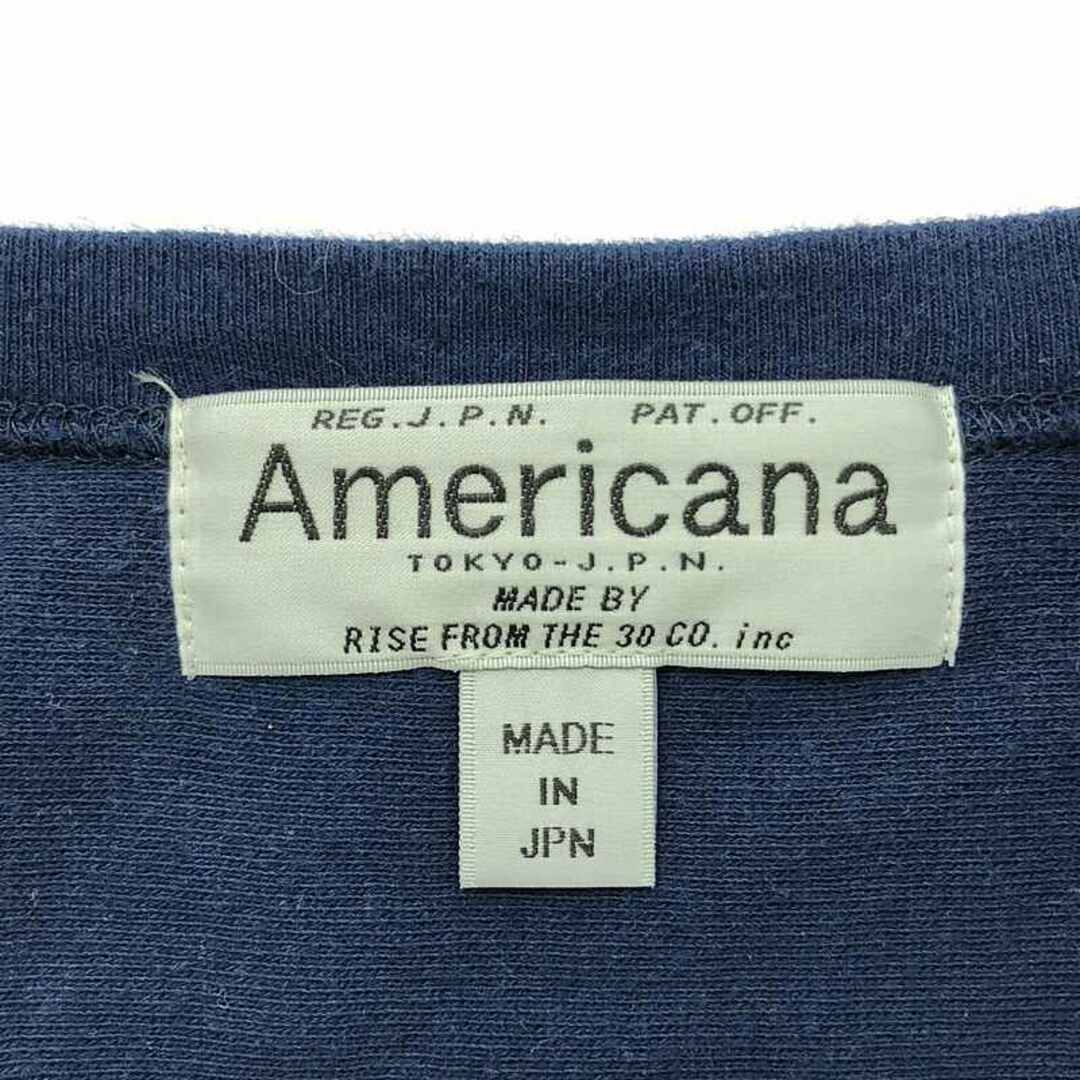 REG.J.P.N. PAT.OFF.
Americana
TOKYO-J.P.N.
MADE BY
RISE FROM THE 30 CO. inc
MADE
IN
JPN